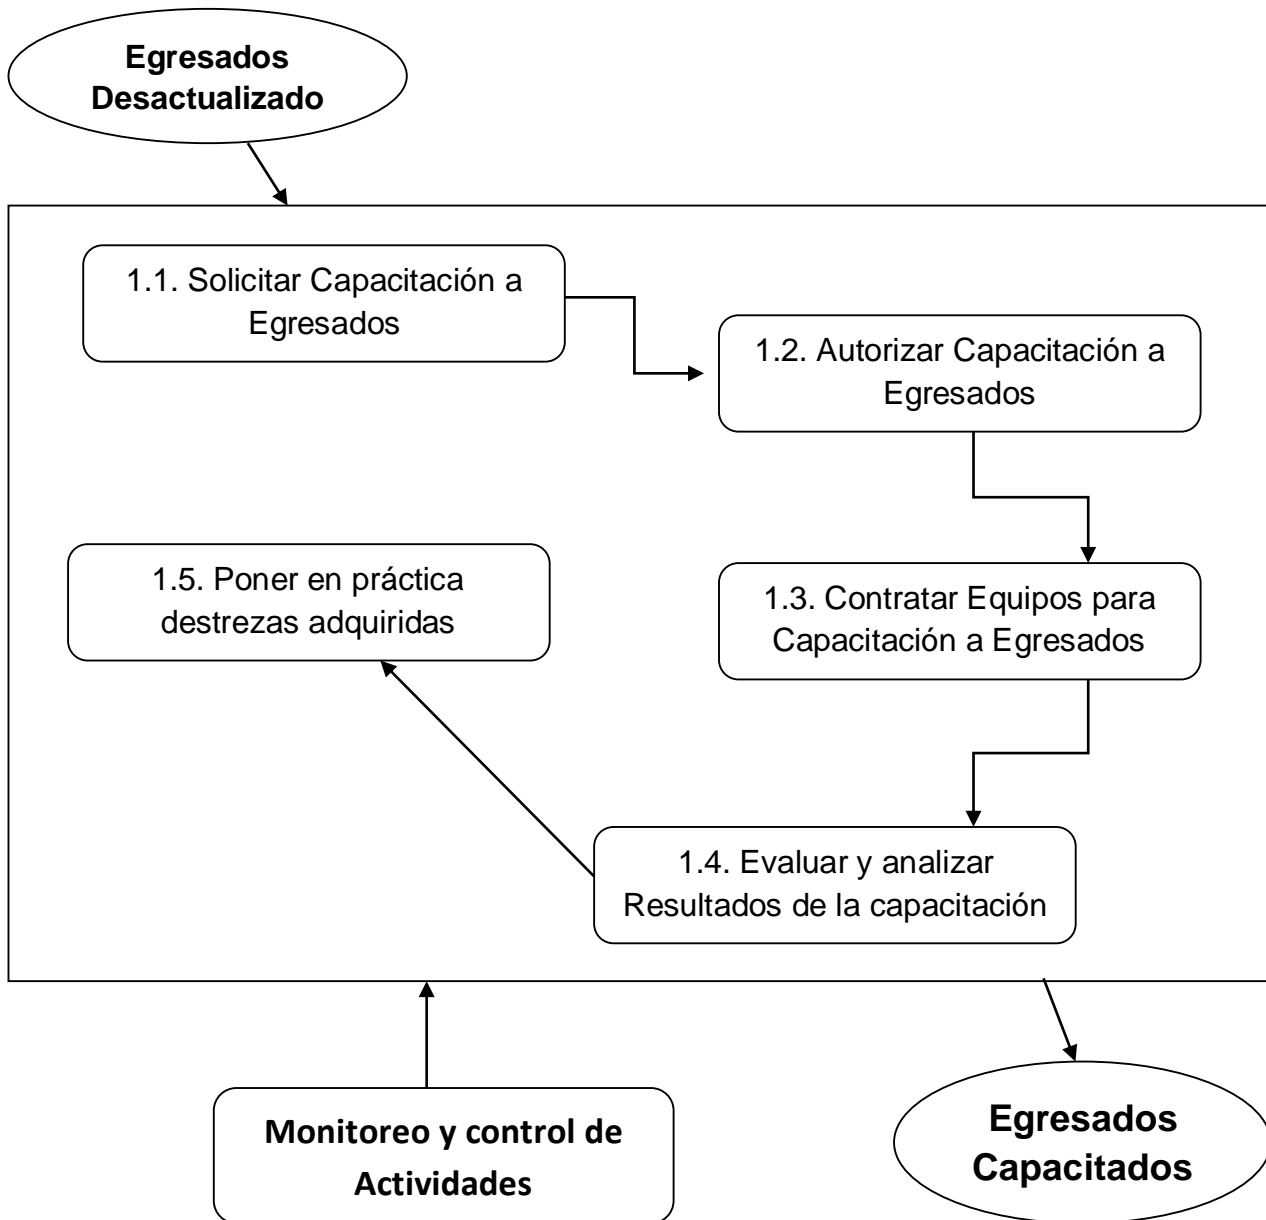 Egresados
Desactualizado
1.1. Solicitar Capacitación a
Egresados
1.2. Autorizar Capacitación a
Egresados
1.3. Contratar Equipos para
Capacitación a Egresados
1.4. Evaluar y analizar
Resultados de la capacitación
1.5. Poner en práctica
destrezas adquiridas
Monitoreo y control de
Actividades
Egresados
Capacitados